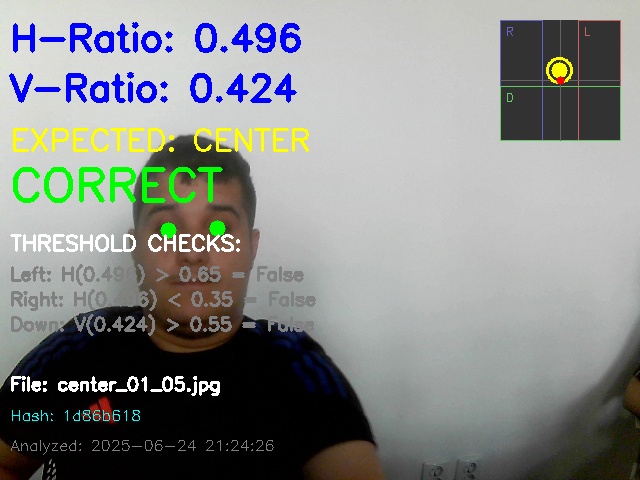 H-Ratio: 0.496
V-Ratio: 0.424
EXPECTED: CENTER
CORRECT
THRESHOLD CHECKS:
Left: H(0.496) > 0.65 = False
Right: H(0.496) < 0.35 = False
Down: V(0.424) > 0.55 = False
File: center_01_05.jpg
Hash: 1d86b618
Analyzed: 2025-06-24 21:24:26
R
L
D